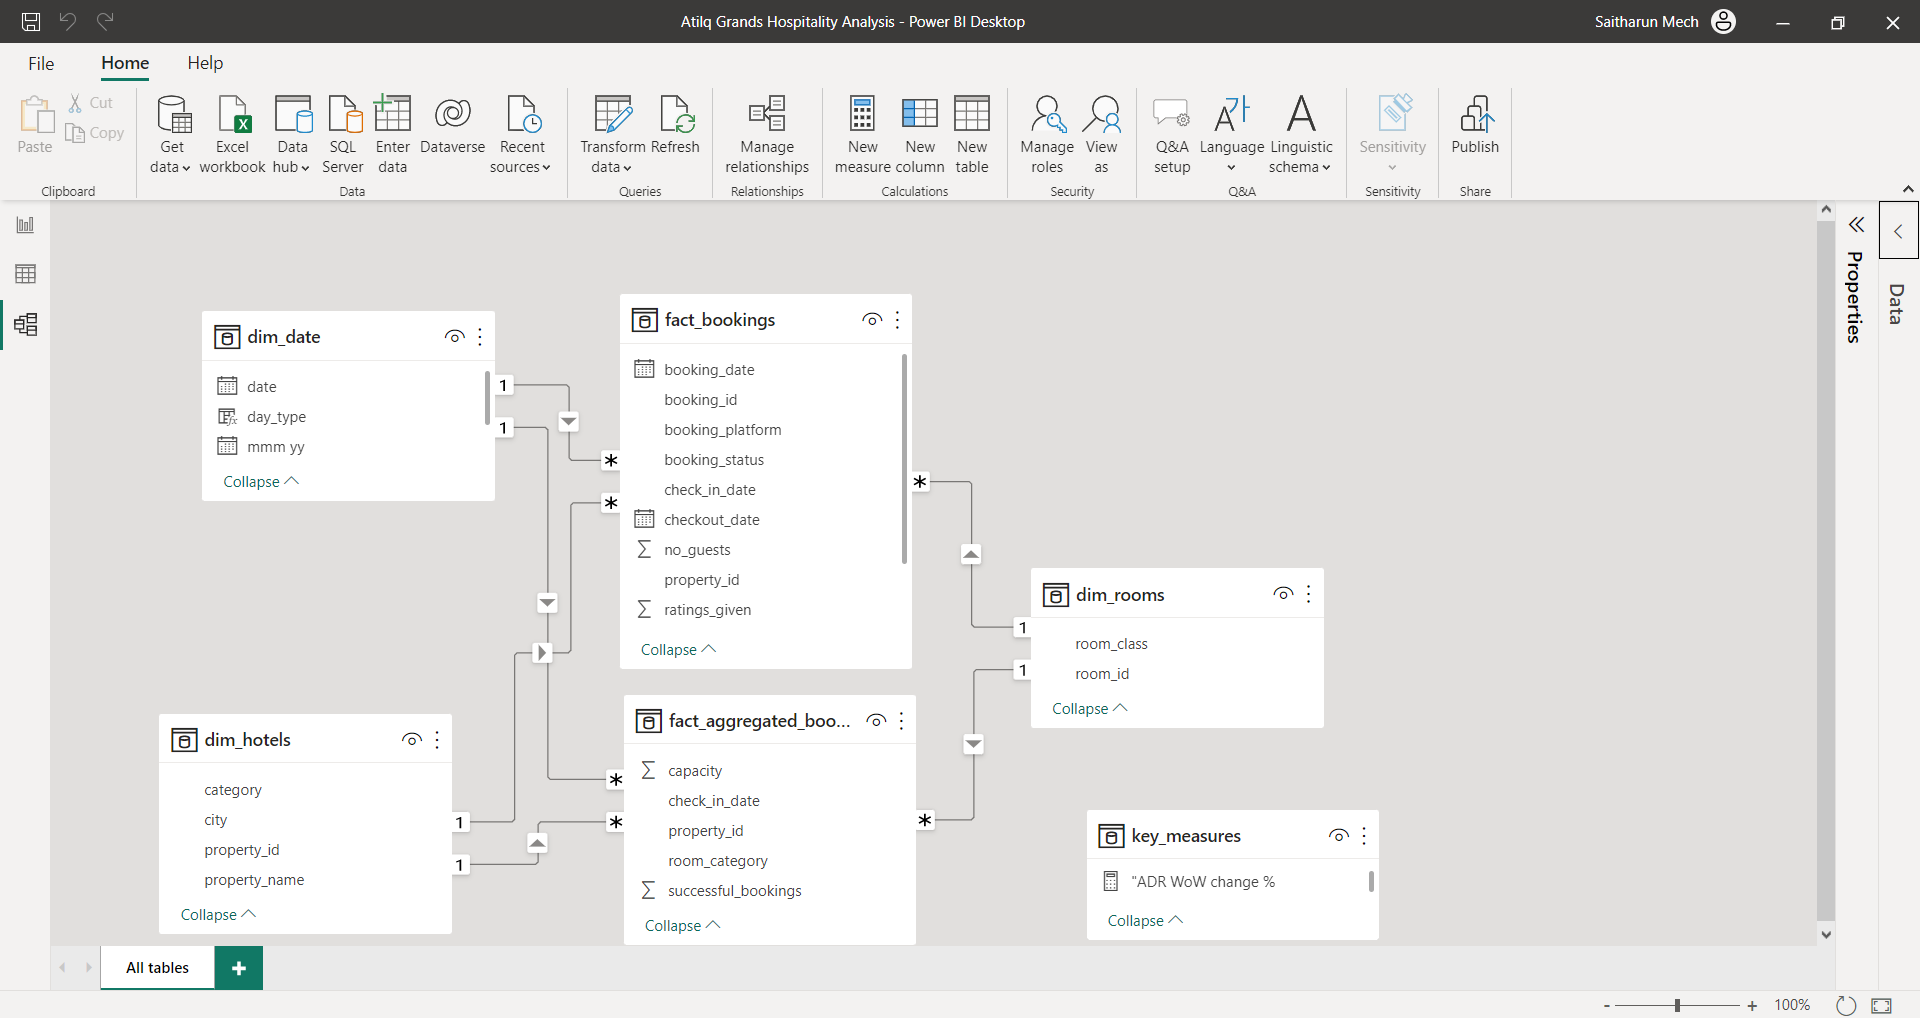 Atilq Grands Hospitality Analysis - Power BI Desktop
Saitharun Mech
File Home Help
Paste
Cut
Copy
Clipboard
Get data
Excel workbook
Data hub
SQL Server
Enter data
Dataverse
Recent sources
Data
Transform data
Refresh
Queries
Manage relationships
Relationships
New measure
New column
New table
Calculations
Manage roles
View as
Security
Q&A setup
Language
Linguistic schema
Q&A
Sensitivity
Sensitivity
Publish
Share
Properties
Data
dim_date
date
day_type
mmm yy
Collapse
1
1
fact_bookings
booking_date
booking_id
booking_platform
booking_status
check_in_date
checkout_date
no_guests
property_id
ratings_given
Collapse
*
*
*
dim_rooms
room_class
room_id
Collapse
1
1
dim_hotels
category
city
property_id
property_name
Collapse
1
1
fact_aggregated_boo...
capacity
check_in_date
property_id
room_category
successful_bookings
Collapse
*
*
*
key_measures
"ADR WoW change %
Collapse
All tables
+
- + 100%